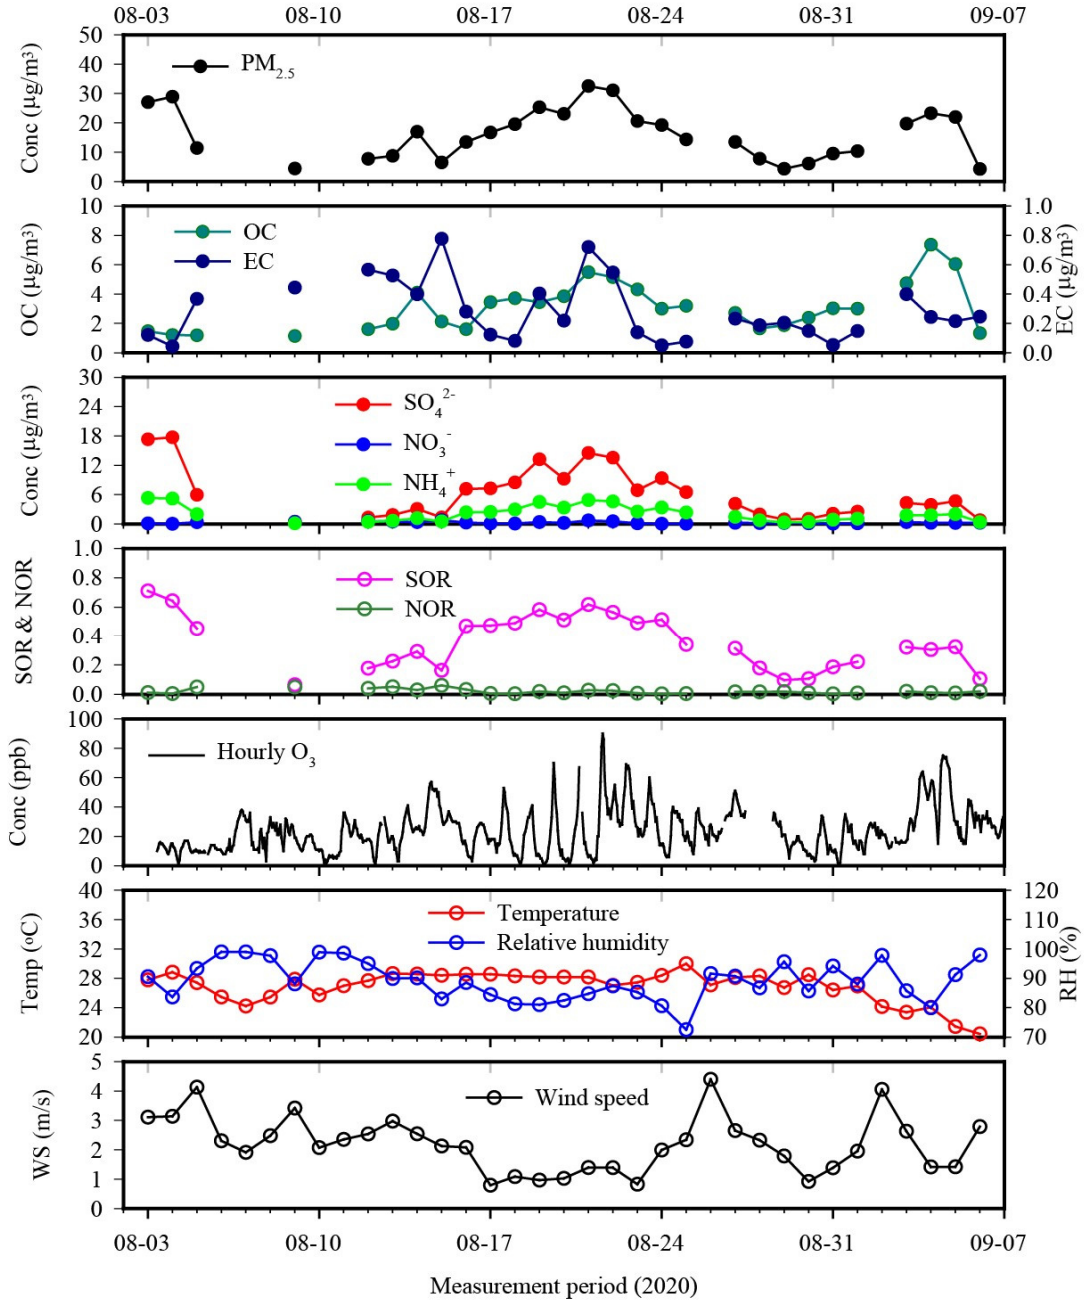 08-03 08-10 08-17 08-24 08-31 09-07
50
40
30
20
10
0
Conc (μg/m³)
PM2.5
10
8
6
4
2
0
OC (μg/m³)
OC
EC
1.0
0.8
0.6
0.4
0.2
0.0
EC (μg/m³)
30
24
18
12
6
0
Conc (μg/m³)
SO4 2-
NO3 -
NH4 +
1.0
0.8
0.6
0.4
0.2
0.0
SOR & NOR
SOR
NOR
100
80
60
40
20
0
Conc (ppb)
Hourly O3
40
36
32
28
24
20
Temp (oC)
Temperature
Relative humidity
120
110
100
90
80
70
RH (%)
5
4
3
2
1
0
WS (m/s)
Wind speed
08-03 08-10 08-17 08-24 08-31 09-07
Measurement period (2020)